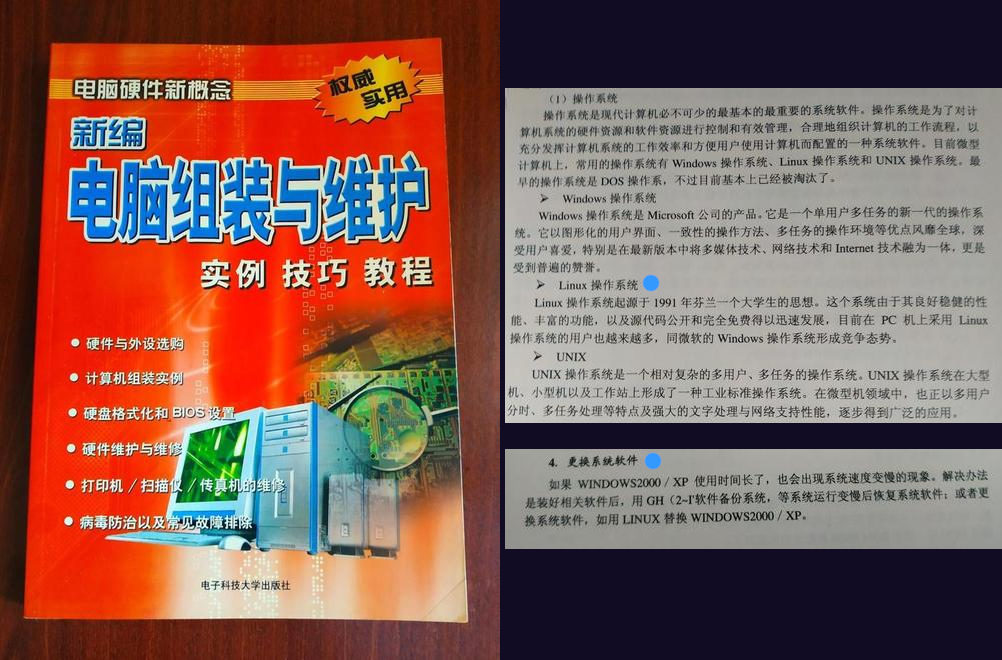 电脑硬件新概念
权威
实用
新编
电脑组装与维护
实例 技巧 教程
● 硬件与外设选购
● 计算机组装实例
● 硬盘格式化和 BIOS 设置
● 硬件维护与维修
● 打印机 / 扫描仪 / 传真机的维修
● 病毒防治以及常见故障排除
电子科技大学出版社
(1) 操作系统
操作系统是现代计算机必不可少的最基本的最重要的系统软件。操作系统是为了对计
算机系统的硬件资源和软件资源进行控制和有效管理，合理地组织计算机的工作流程，以
充分发挥计算机系统的工作效率和方便用户使用计算机而配置的一种系统软件。目前微型
计算机上，常用的操作系统有 Windows 操作系统、Linux 操作系统和 UNIX 操作系统。最
早的操作系统是 DOS 操作系，不过目前基本上已经被淘汰了。
➢ Windows 操作系统
Windows 操作系统是 Microsoft 公司的产品。它是一个单用户多任务的新一代的操作系
统。它以图形化的用户界面、一致性的操作方法、多任务的操作环境等优点风靡全球，深
受用户喜爱，特别是在最新版本中将多媒体技术、网络技术和 Internet 技术融为一体，更是
受到普遍的赞誉。
➢ Linux 操作系统
Linux 操作系统起源于 1991 年芬兰一个大学生的思想。这个系统由于其良好稳健的性
能、丰富的功能，以及源代码公开和完全免费得以迅速发展，目前在 PC 机上采用 Linux
操作系统的用户也越来越多，同微软的 Windows 操作系统形成竞争态势。
➢ UNIX
UNIX 操作系统是一个相对复杂的多用户、多任务的操作系统。UNIX 操作系统在大型
机、小型机以及工作站上形成了一种工业标准操作系统。在微型机领域中，也正以多用户
分时、多任务处理等特点及强大的文字处理与网络支持性能，逐步得到广泛的应用。
4. 更换系统软件
如果 WINDOWS2000 / XP 使用时间长了，也会出现系统速度变慢的现象。解决办法
是装好相关软件后，用 GH 软件备份系统，等系统运行变慢后恢复系统软件；或者更
换系统软件，如用 LINUX 替换 WINDOWS2000 / XP。